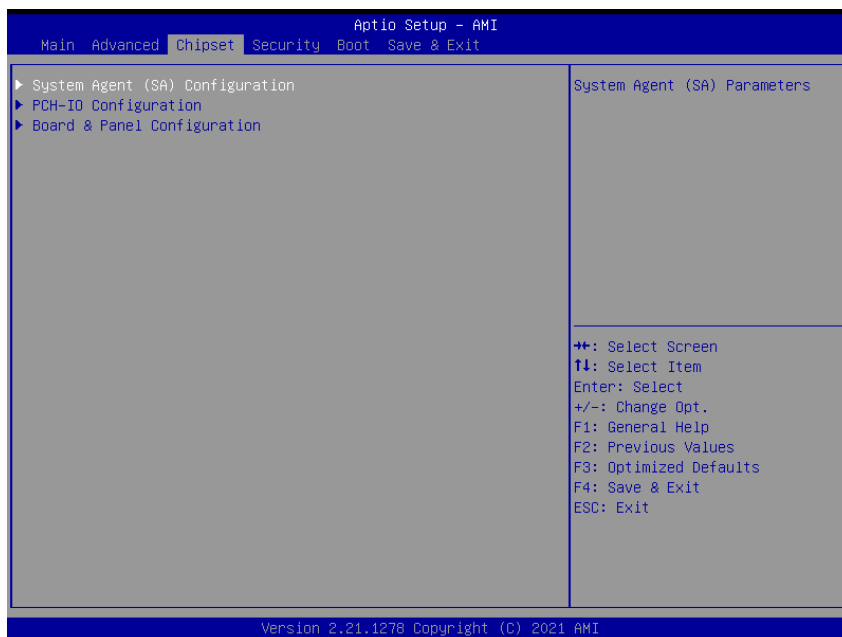 Aptio Setup - AMI
Main Advanced Chipset Security Boot Save & Exit
▶ System Agent (SA) Configuration
▶ PCH-IO Configuration
▶ Board & Panel Configuration
System Agent (SA) Parameters
→←: Select Screen
↑↓: Select Item
Enter: Select
+/-: Change Opt.
F1: General Help
F2: Previous Values
F3: Optimized Defaults
F4: Save & Exit
ESC: Exit
Version 2.21.1278 Copyright (C) 2021 AMI